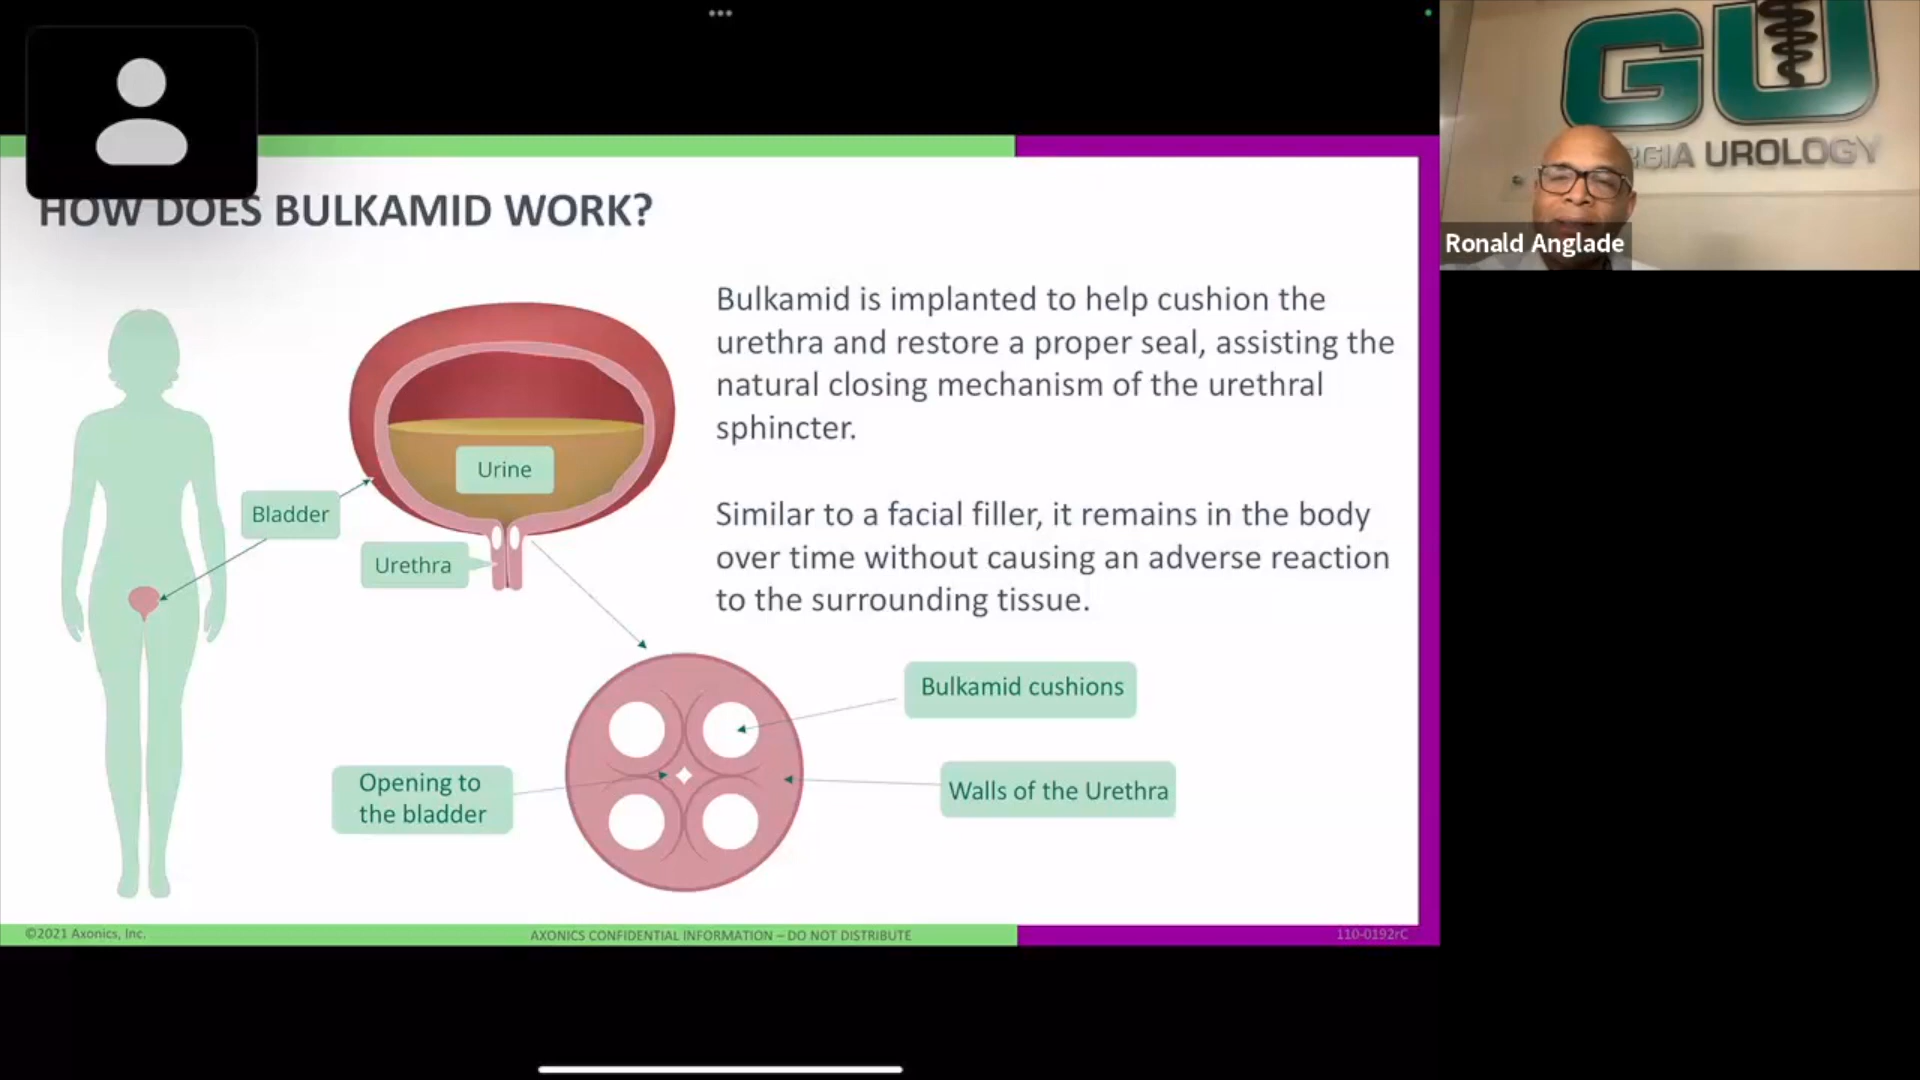 HOW DOES BULKAMID WORK?
Bulkamid is implanted to help cushion the
urethra and restore a proper seal, assisting the
natural closing mechanism of the urethral
sphincter.
Similar to a facial filler, it remains in the body
over time without causing an adverse reaction
to the surrounding tissue.
Urine
Bladder
Urethra
Bulkamid cushions
Opening to
the bladder
Walls of the Urethra
©2021 Axonics, Inc.
AXONICS CONFIDENTIAL INFORMATION – DO NOT DISTRIBUTE
110-0192rC
GU
RGIA UROLOGY
Ronald Anglade